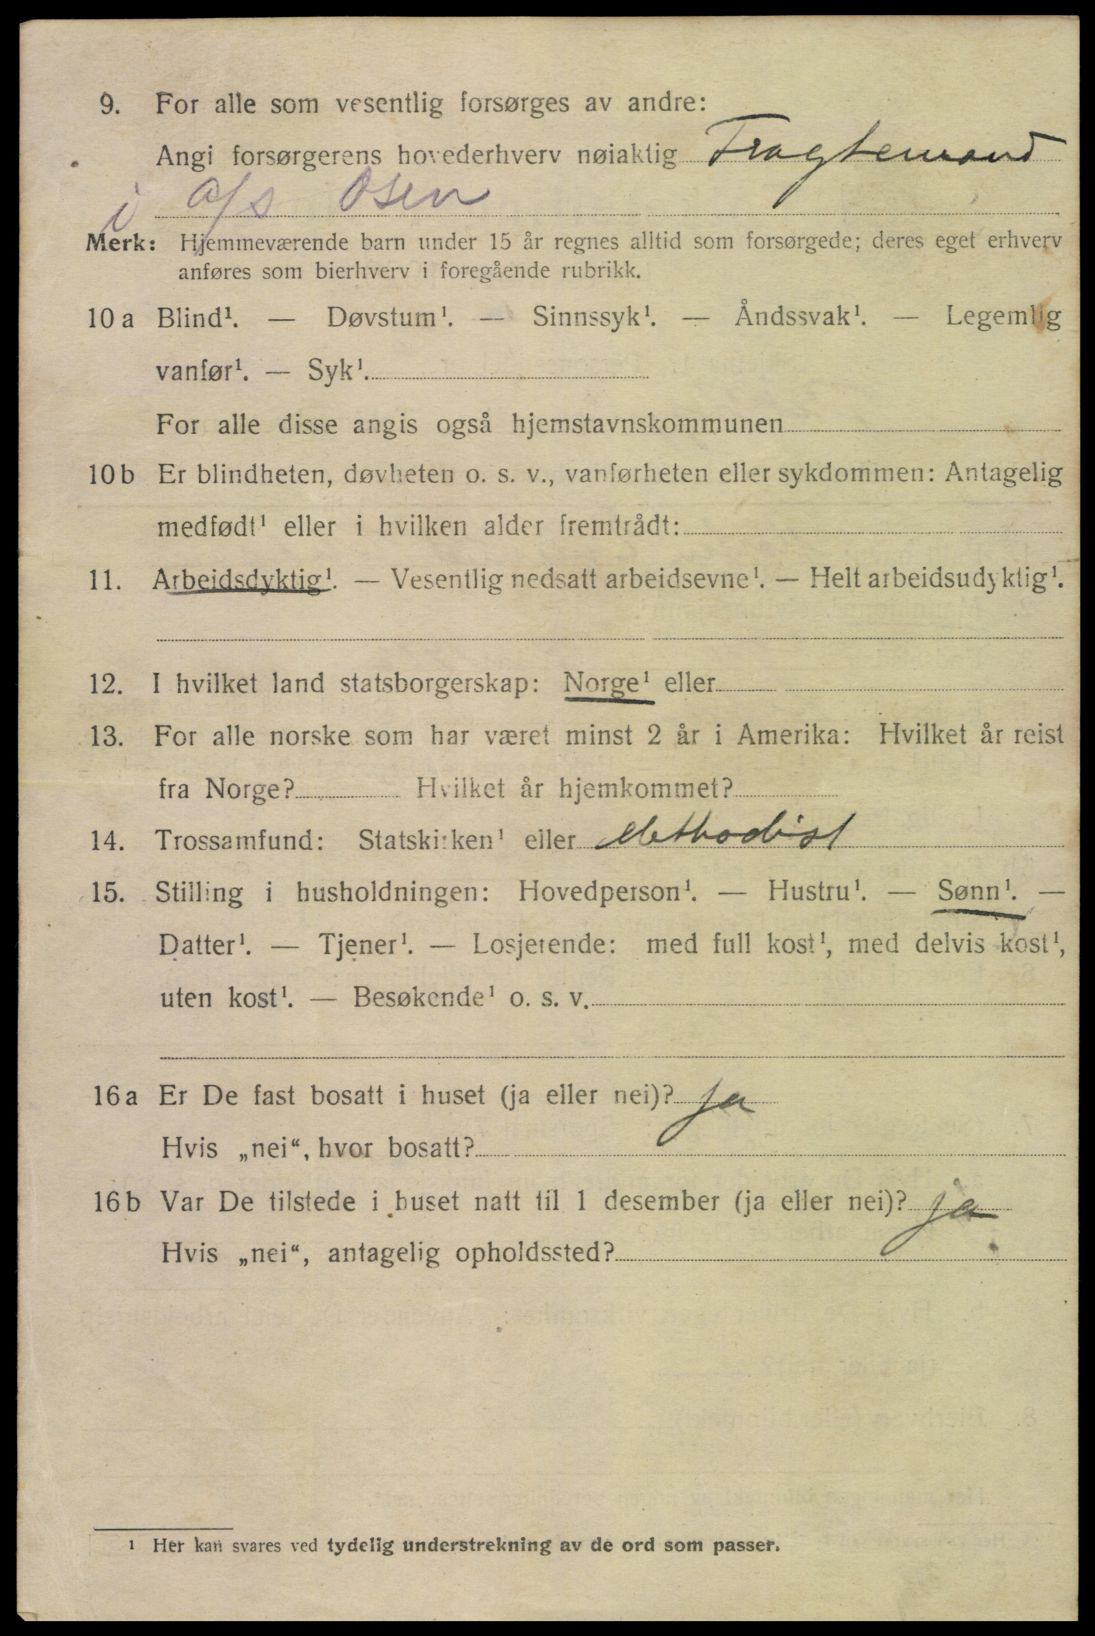 9. For alle som vesentlig forsørges av andre:
Angi forsørgerens hovederhverv nøiaktig Fragtemand
i a/s Osen
Merk: Hjemmeværende barn under 15 år regnes alltid som forsørgede; deres eget erhverv
anføres som bierhverv i foregående rubrikk.
10 a Blind¹. — Døvstum¹. — Sinnssyk¹. — Åndssvak¹. — Legemlig
vanfør¹. — Syk¹.
For alle disse angis også hjemstavnskommunen
10 b Er blindheten, døvheten o. s. v., vanførheten eller sykdommen: Antagelig
medfødt¹ eller i hvilken alder fremtrådt:
11. Arbeidsdyktig¹. — Vesentlig nedsatt arbeidsevne¹. — Helt arbeidsudyktig¹.
12. I hvilket land statsborgerskap: Norge¹ eller
13. For alle norske som har været minst 2 år i Amerika: Hvilket år reist
fra Norge? Hvilket år hjemkommet?
14. Trossamfund: Statskirken¹ eller Methodist
15. Stilling i husholdningen: Hovedperson¹. — Hustru¹. — Sønn¹. —
Datter¹. — Tjener¹. — Losjerende: med full kost¹, med delvis kost¹,
uten kost¹. — Besøkende¹ o. s. v.
16 a Er De fast bosatt i huset (ja eller nei)? ja
Hvis „nei“, hvor bosatt?
16 b Var De tilstede i huset natt til 1 desember (ja eller nei)? ja
Hvis „nei“, antagelig opholdssted?
¹ Her kan svares ved tydelig understrekning av de ord som passer.